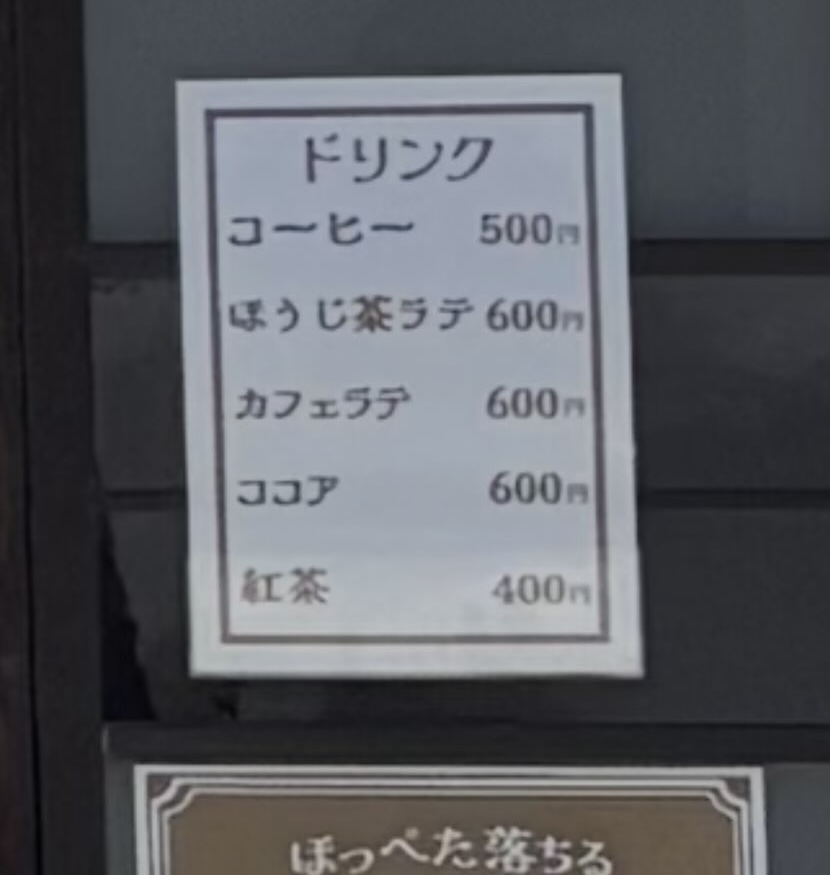 ドリンク
コーヒー 500円
ほうじ茶ラテ 600円
カフェラテ 600円
ココア 600円
紅茶 400円
ほっぺた落ちる